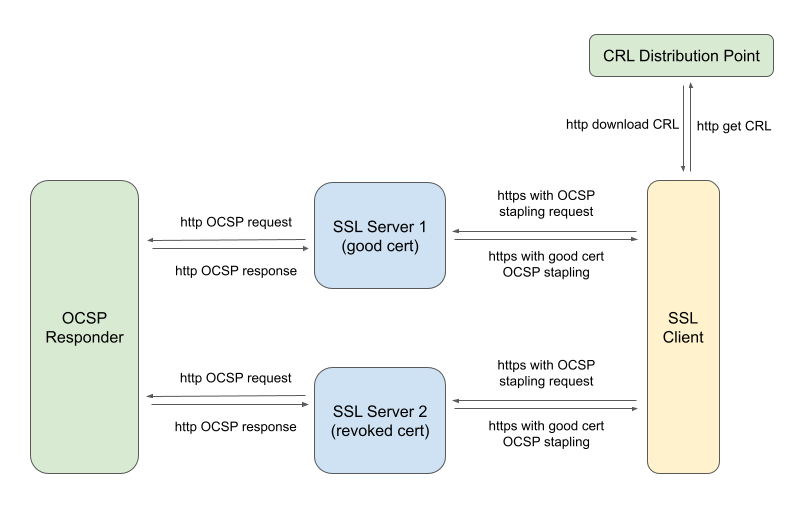 CRL Distribution Point
http download CRL
http get CRL
https with OCSP
stapling request
http OCSP request
SSL Server 1
(good cert)
https with good cert
OCSP stapling
http OCSP response
OCSP
Responder
SSL
Client
https with OCSP
stapling request
http OCSP request
SSL Server 2
(revoked cert)
http OCSP response
https with good cert
OCSP stapling